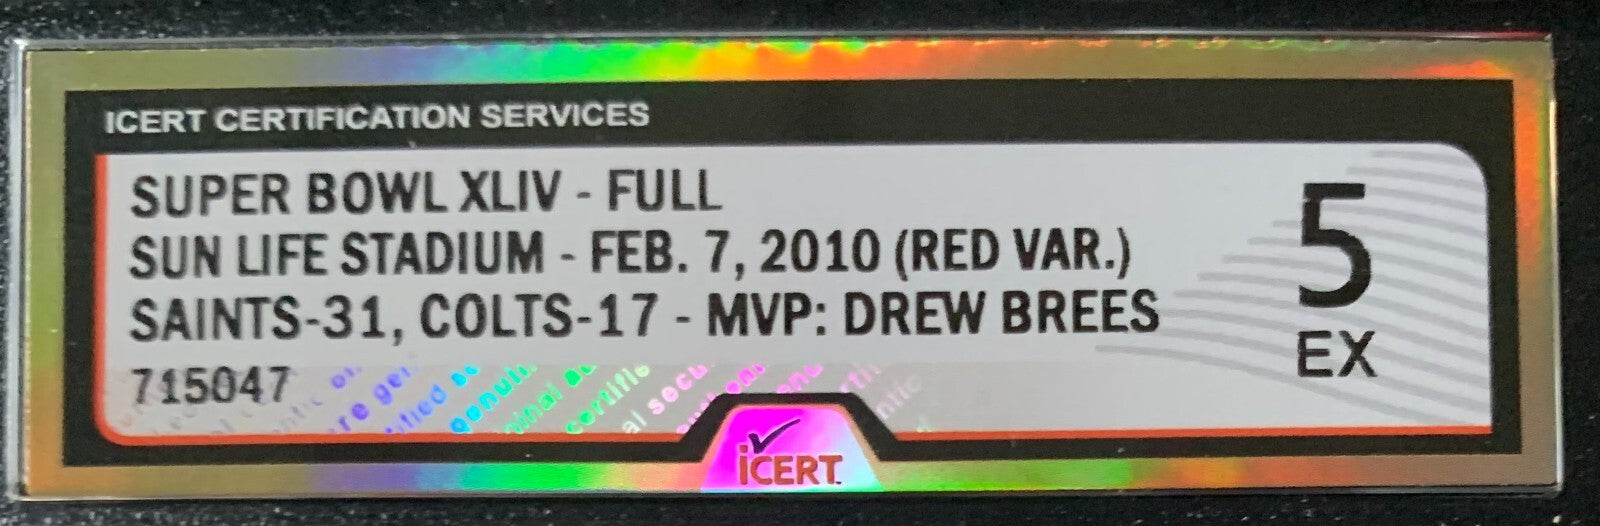 ICERT CERTIFICATION SERVICES
SUPER BOWL XLIV - FULL
SUN LIFE STADIUM - FEB. 7, 2010 (RED VAR.)
SAINTS-31, COLTS-17 - MVP: DREW BREES
5
EX
715047
iCERT